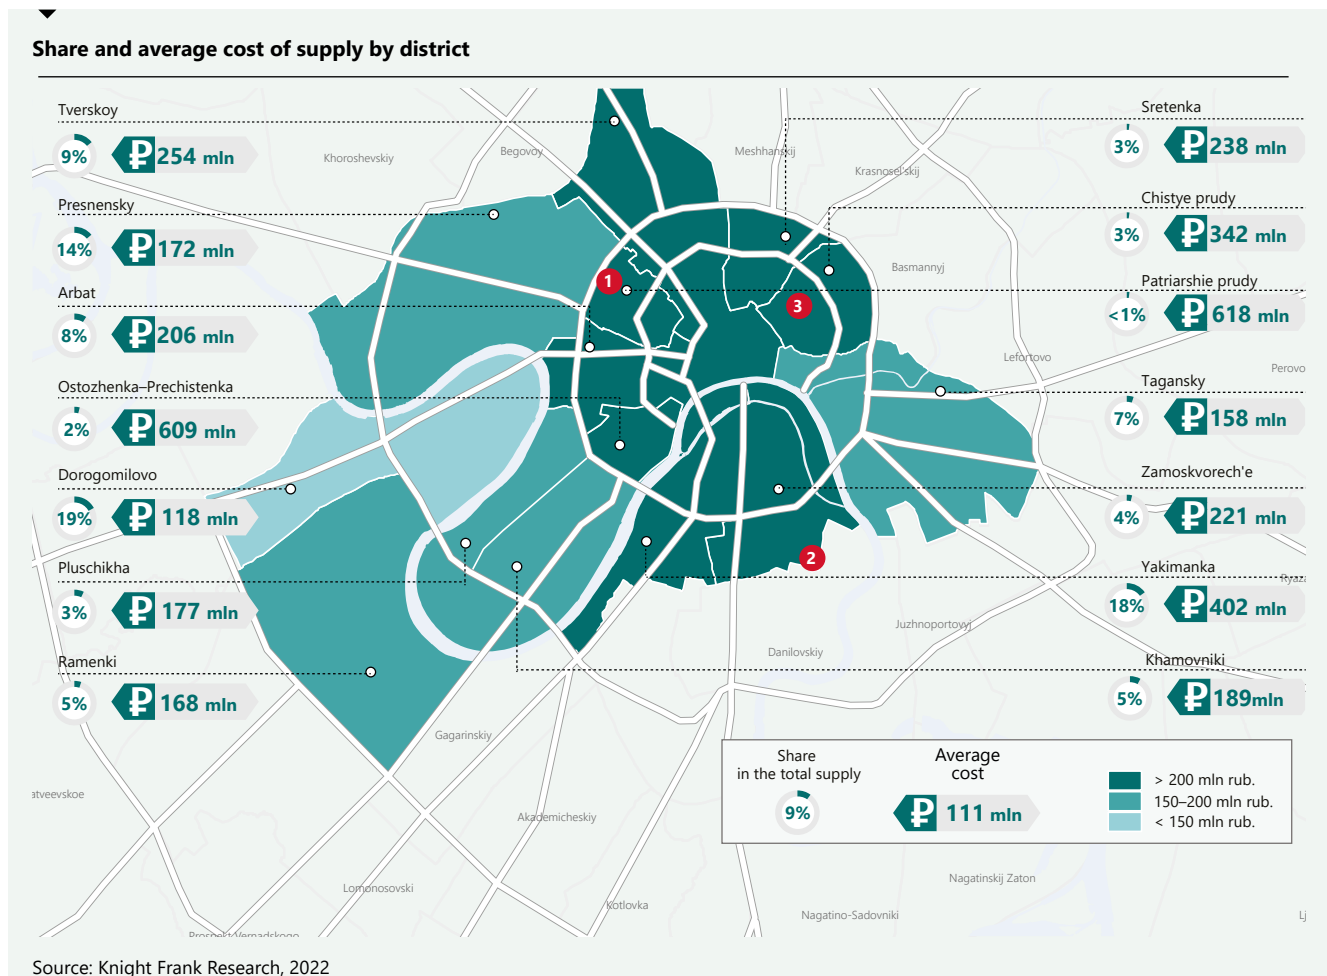 Share and average cost of supply by district
Tverskoy
9%
₽ 254 mln
Presnensky
14%
₽ 172 mln
Arbat
8%
₽ 206 mln
Ostozhenka–Prechistenka
2%
₽ 609 mln
Dorogomilovo
19%
₽ 118 mln
Pluschikha
3%
₽ 177 mln
Ramenki
5%
₽ 168 mln
Sretenka
3%
₽ 238 mln
Chistye prudy
3%
₽ 342 mln
Patriarshie prudy
<1%
₽ 618 mln
Tagansky
7%
₽ 158 mln
Zamoskvorech'e
4%
₽ 221 mln
Yakimanka
18%
₽ 402 mln
Khamovniki
5%
₽ 189mln
Khoroshevskiy
Begovoy
Meshhanskij
Krasnosel'skij
Basmannyj
Lefortovo
Perovo
1
3
2
Ryaza
Juzhnoportovyj
Danilovskiy
Gagarinskiy
atveevskoe
Akademicheskiy
Lomonosovski
Kotlovka
Nagatinskij Zaton
Nagatino-Sadovniki
Lj
Prospekt Vernadskogo
Share
in the total supply
9%
Average
cost
₽ 111 mln
> 200 mln rub.
150–200 mln rub.
< 150 mln rub.
Source: Knight Frank Research, 2022